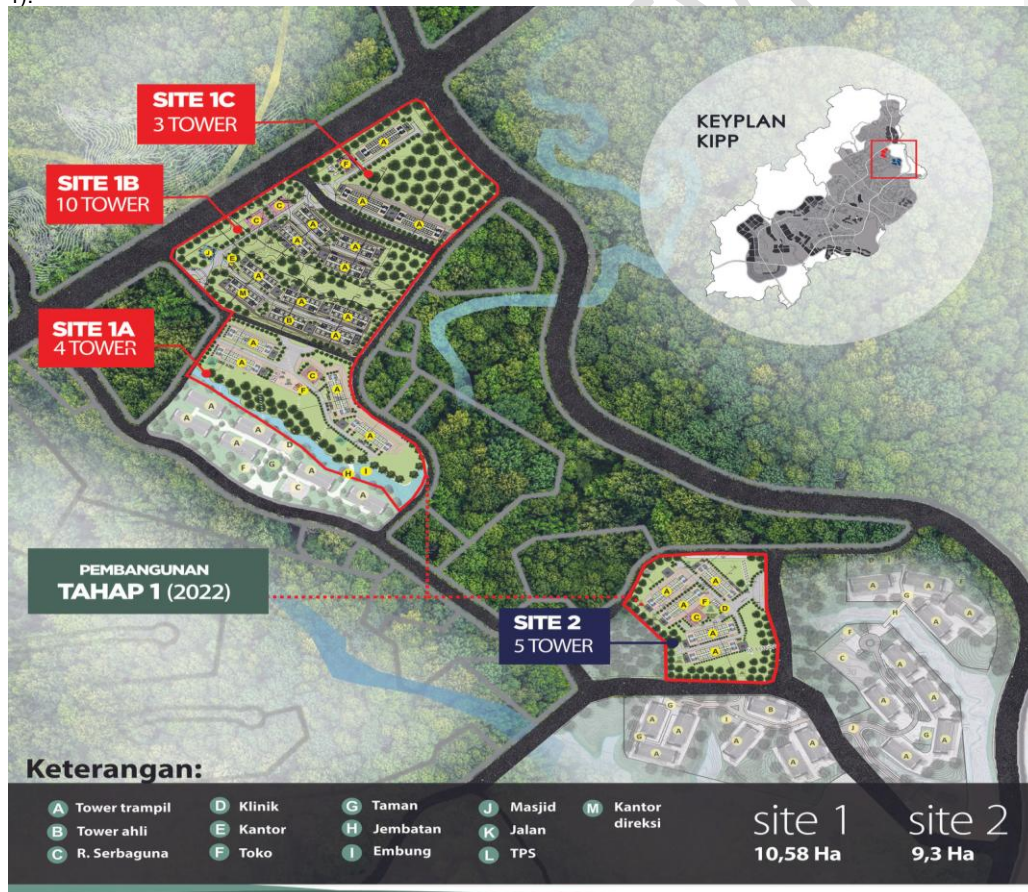 1).
SITE 1C
3 TOWER
KEYPLAN
KIPP
SITE 1B
10 TOWER
SITE 1A
4 TOWER
PEMBANGUNAN
TAHAP 1 (2022)
SITE 2
5 TOWER
Keterangan:
A Tower trampil
B Tower ahli
C R. Serbaguna
D Klinik
E Kantor
F Toko
G Taman
H Jembatan
I Embung
J Masjid
K Jalan
L TPS
M Kantor
direksi
site 1
10,58 Ha
site 2
9,3 Ha